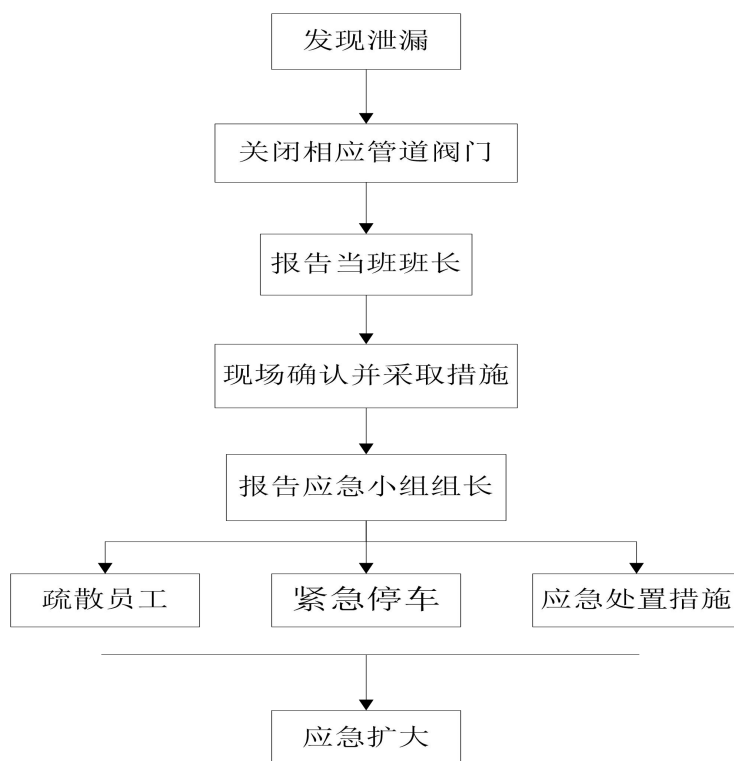 发现泄漏
关闭相应管道阀门
报告当班班长
现场确认并采取措施
报告应急小组组长
疏散员工
紧急停车
应急处置措施
应急扩大